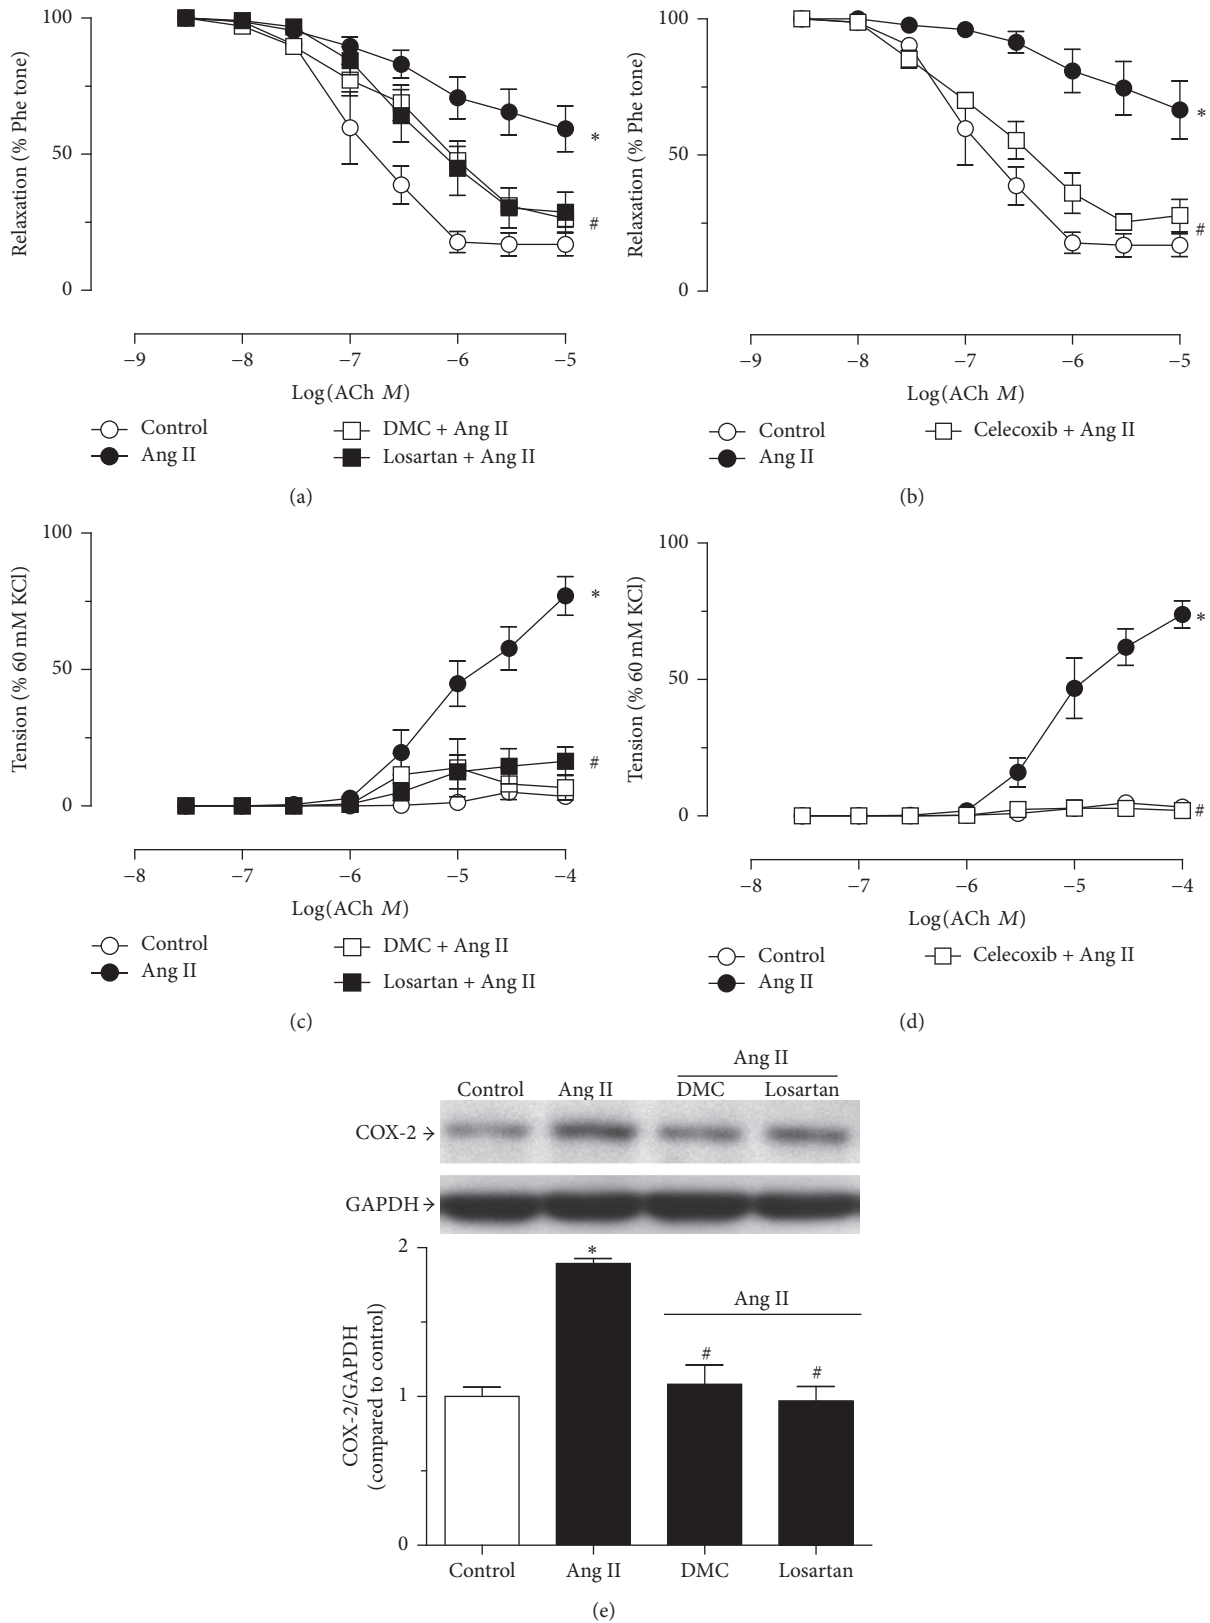 100
50
0
Relaxation (% Phe tone)
−9 −8 −7 −6 −5
Log(ACh M)
*
#
Control
Ang II
DMC + Ang II
Losartan + Ang II
(a)
100
50
0
Relaxation (% Phe tone)
−9 −8 −7 −6 −5
Log(ACh M)
*
#
Control
Ang II
Celecoxib + Ang II
(b)
100
50
0
Tension (% 60 mM KCl)
−8 −7 −6 −5 −4
Log(ACh M)
*
#
Control
Ang II
DMC + Ang II
Losartan + Ang II
(c)
100
50
0
Tension (% 60 mM KCl)
−8 −7 −6 −5 −4
Log(ACh M)
*
#
Control
Ang II
Celecoxib + Ang II
(d)
Ang II
Control Ang II DMC Losartan
COX-2
GAPDH
2
1
0
COX-2/GAPDH
(compared to control)
*
Ang II
#
#
Control Ang II DMC Losartan
(e)